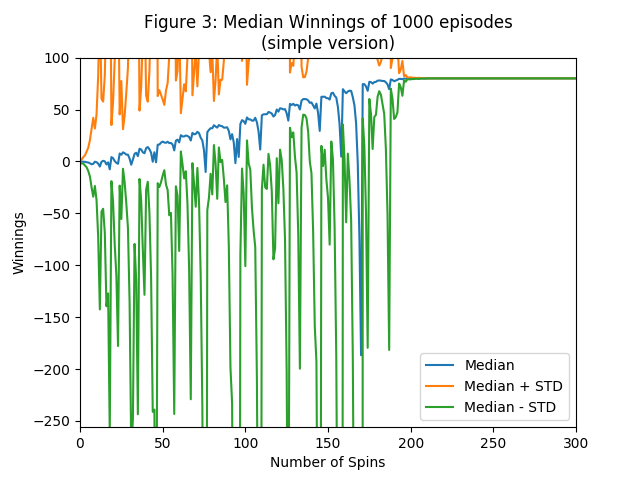 Figure 3: Median Winnings of 1000 episodes
(simple version)
100
50
0
−50
−100
−150
−200
−250
Winnings
0 50 100 150 200 250 300
Number of Spins
Median
Median + STD
Median - STD